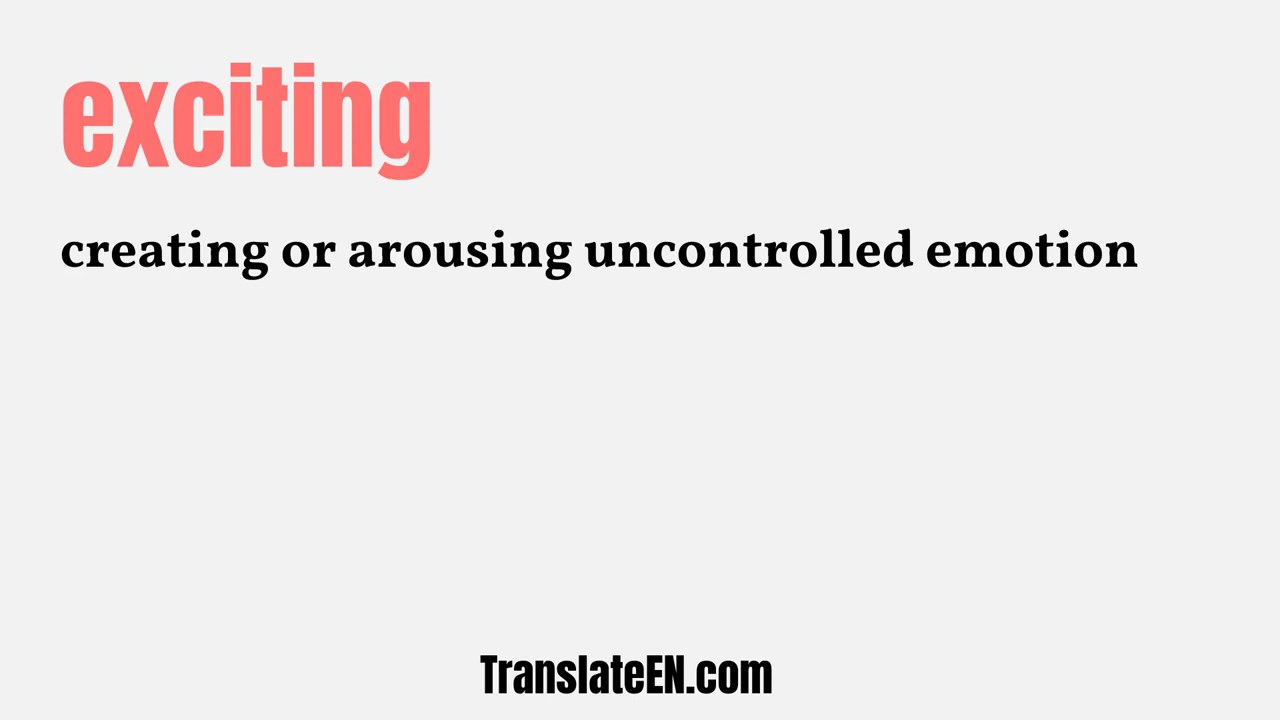 exciting
creating or arousing uncontrolled emotion
TranslateEN.com